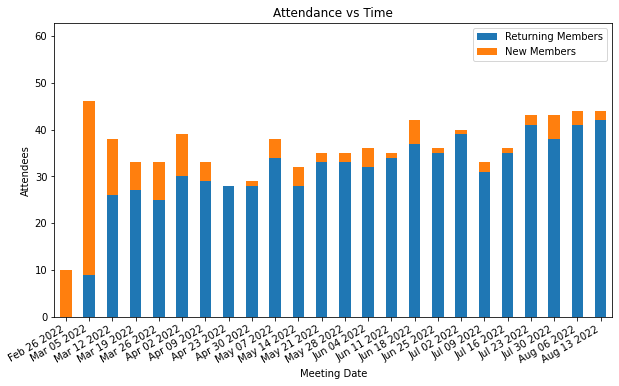 Attendance vs Time
Returning Members
New Members
60
50
40
30
20
10
0
Attendees
Feb 26 2022
Mar 05 2022
Mar 12 2022
Mar 19 2022
Mar 26 2022
Apr 02 2022
Apr 09 2022
Apr 23 2022
Apr 30 2022
May 07 2022
May 14 2022
May 21 2022
May 28 2022
Jun 04 2022
Jun 11 2022
Jun 18 2022
Jun 25 2022
Jul 02 2022
Jul 09 2022
Jul 16 2022
Jul 23 2022
Jul 30 2022
Aug 06 2022
Aug 13 2022
Meeting Date